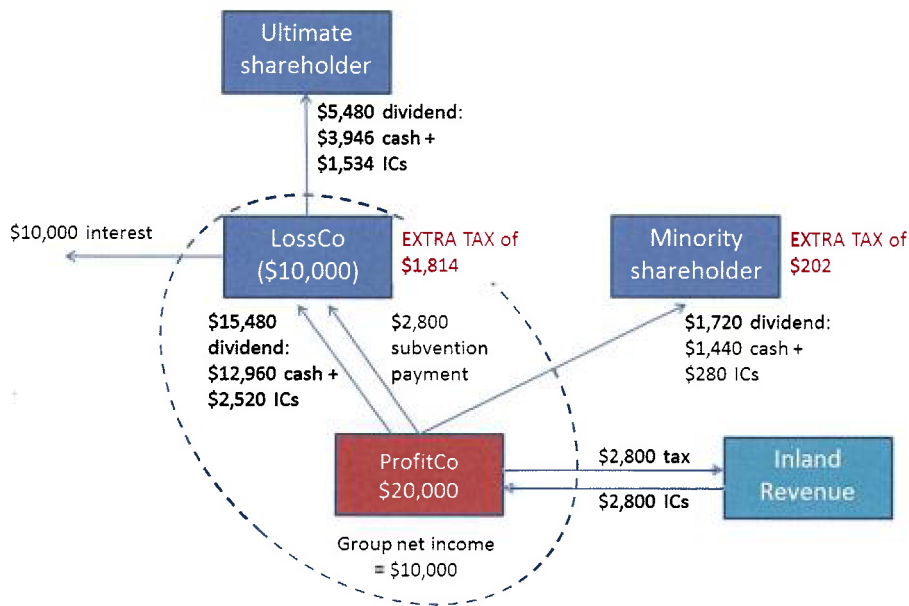 Ultimate
shareholder
$5,480 dividend:
$3,946 cash +
$1,534 ICs
$10,000 interest
LossCo
($10,000)
EXTRA TAX of
$1,814
Minority
shareholder
EXTRA TAX of
$202
$15,480
dividend:
$12,960 cash +
$2,520 ICs
$2,800
subvention
payment
$1,720 dividend:
$1,440 cash +
$280 ICs
ProfitCo
$20,000
$2,800 tax
$2,800 ICs
Inland
Revenue
Group net income
= $10,000